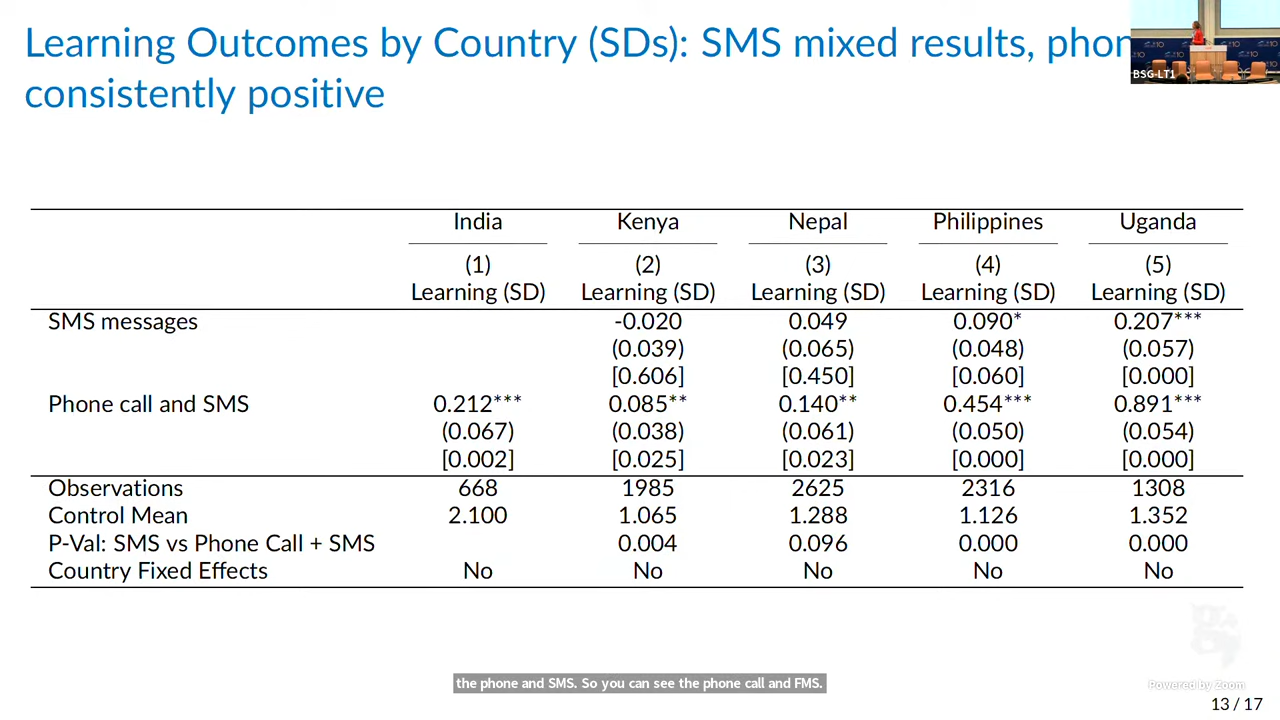 Learning Outcomes by Country (SDs): SMS mixed results, phon
consistently positive
BSG-LT1
India Kenya Nepal Philippines Uganda
(1) (2) (3) (4) (5)
Learning (SD) Learning (SD) Learning (SD) Learning (SD) Learning (SD)
SMS messages -0.020 0.049 0.090* 0.207***
(0.039) (0.065) (0.048) (0.057)
[0.606] [0.450] [0.060] [0.000]
Phone call and SMS 0.212*** 0.085** 0.140** 0.454*** 0.891***
(0.067) (0.038) (0.061) (0.050) (0.054)
[0.002] [0.025] [0.023] [0.000] [0.000]
Observations 668 1985 2625 2316 1308
Control Mean 2.100 1.065 1.288 1.126 1.352
P-Val: SMS vs Phone Call + SMS 0.004 0.096 0.000 0.000
Country Fixed Effects No No No No No
the phone and SMS. So you can see the phone call and FMS.
Powered by Zoom
13 / 17